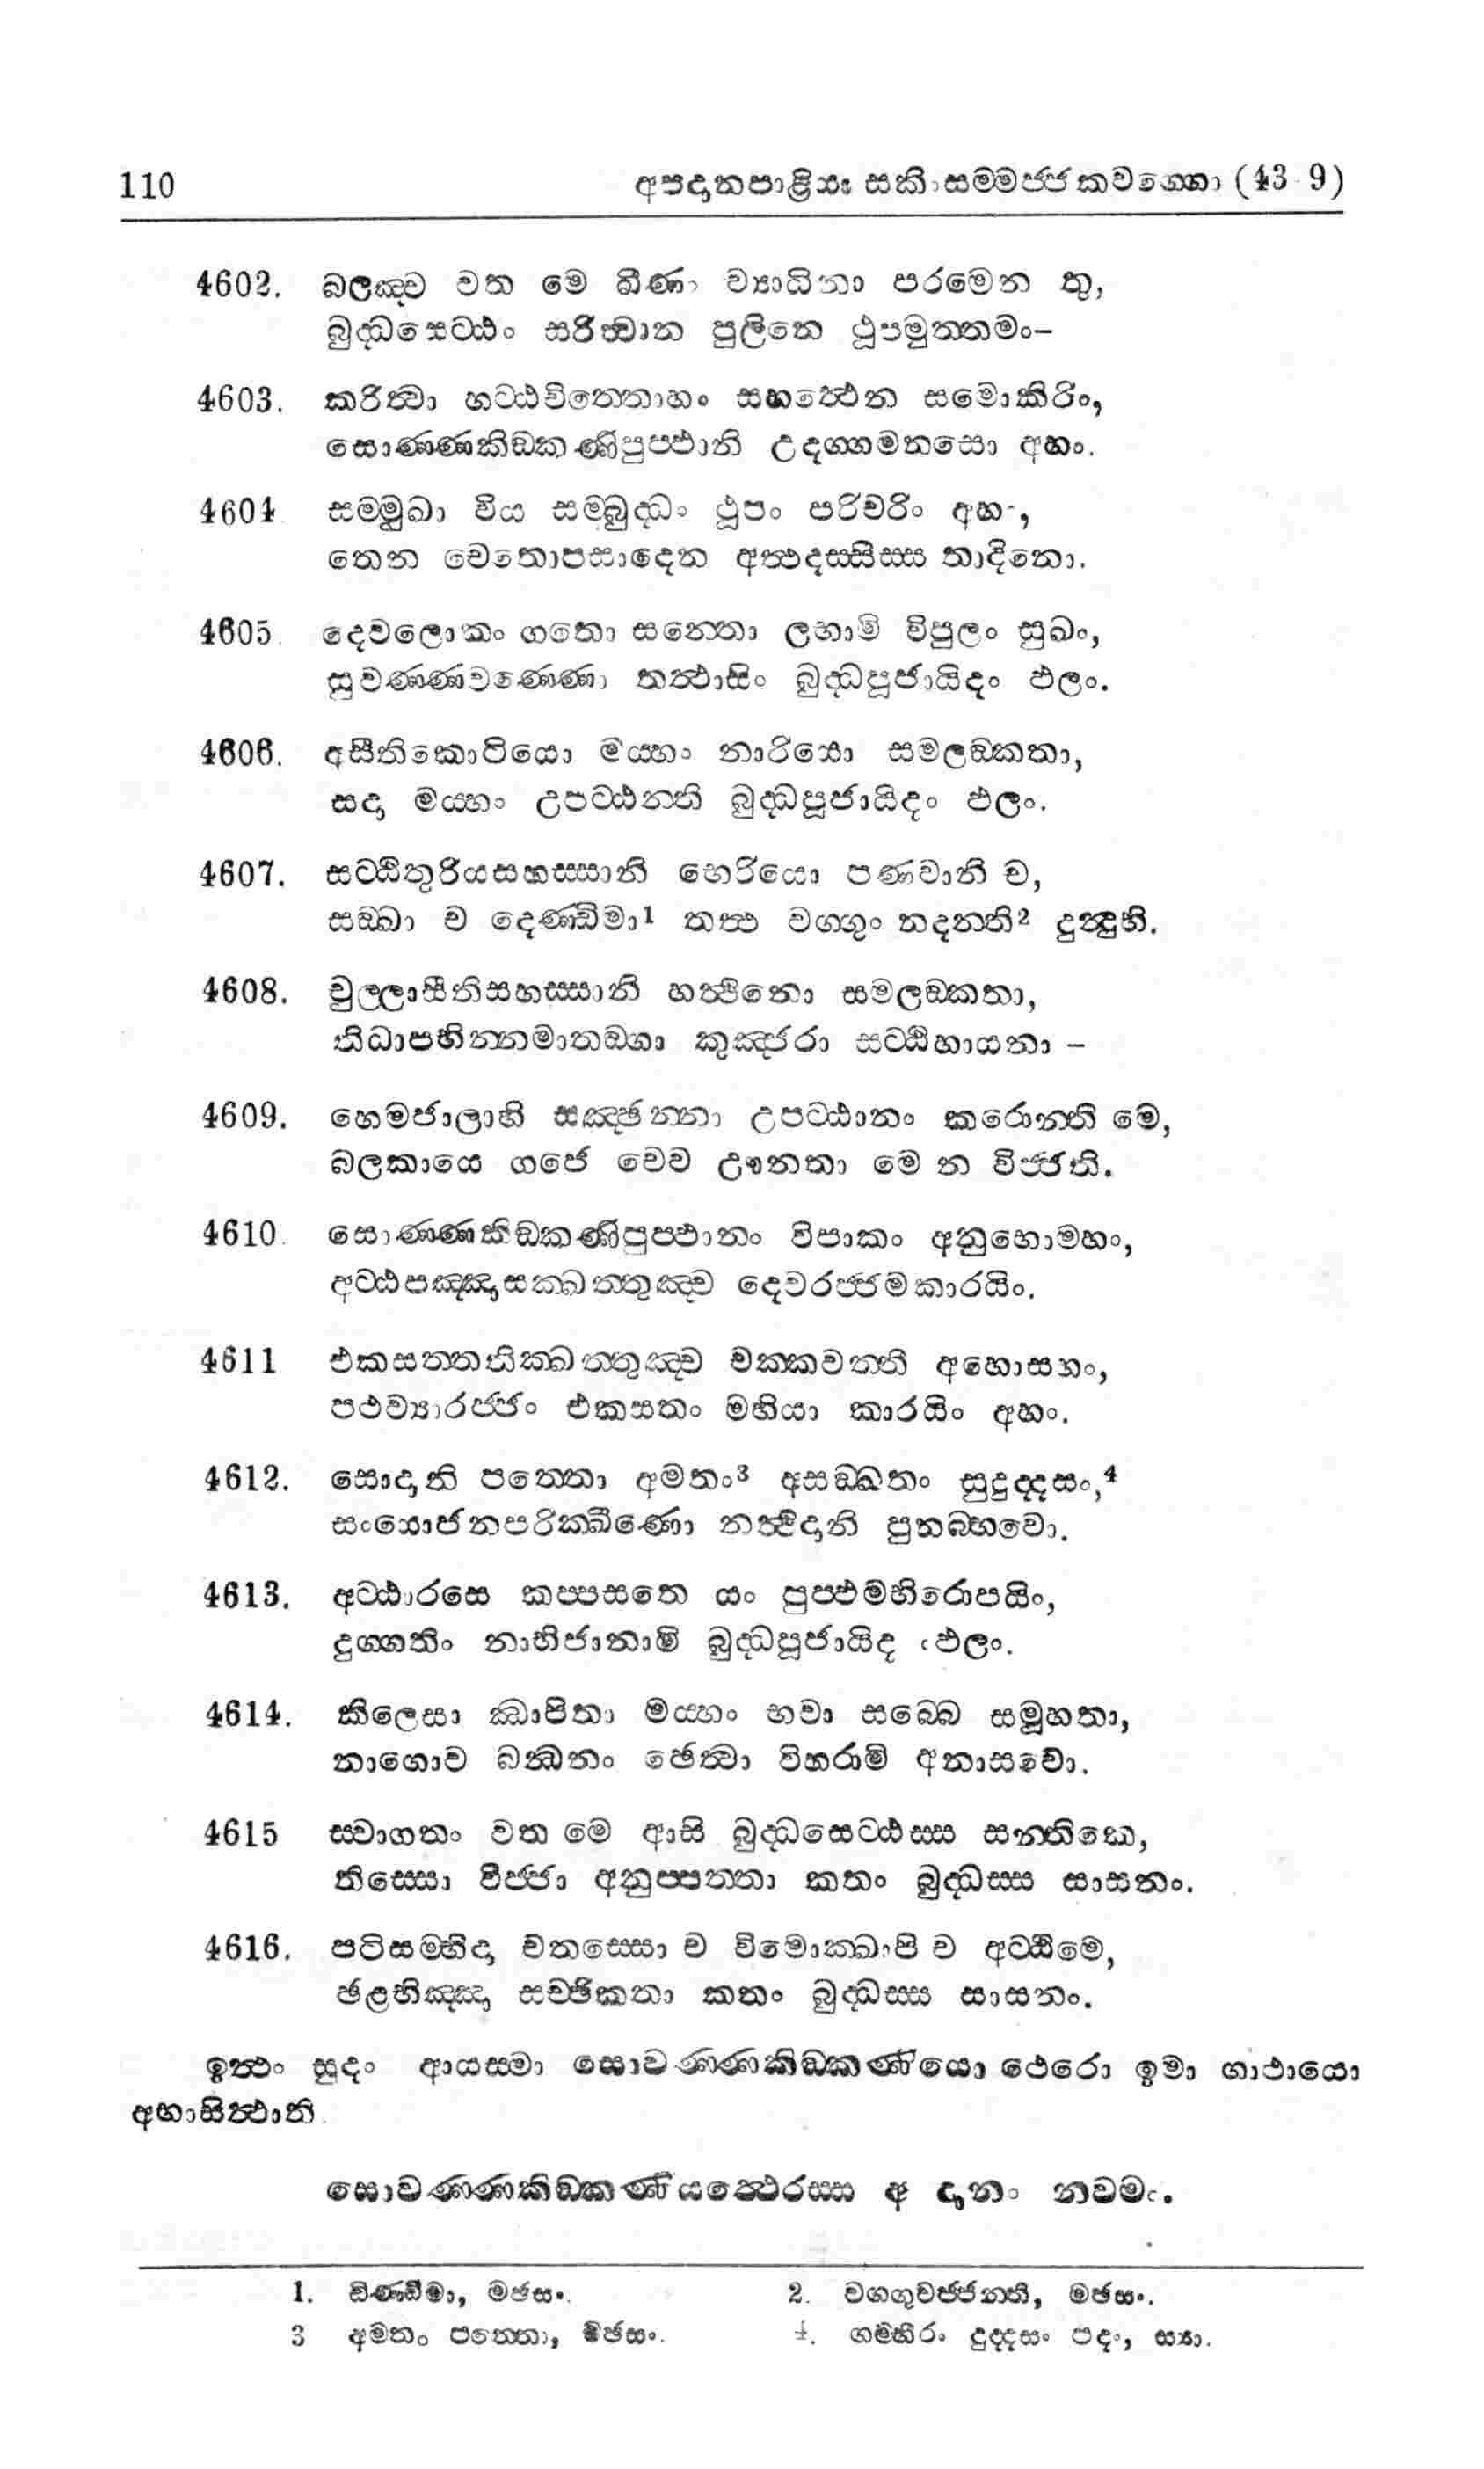 110 අපදානපාළියා සකිංසම්මජ්ජකවග්ගො (43-9)
4602. බලඤ්ච වත මෙ ඛීණං ව්‍යාධිනා පරමෙන තු,
බුද්ධසෙට්ඨං සරිත්‍වාන පුලිනෙ ථූපමුත්තමං–
4603. කරිත්‍වා හට්ඨචිත්තොහං සහත්‍ථෙන සමොකිරිං,
සොණ්ණකිඞ්කණිපුප්ඵානි උදග්ගමනසො අහං.
4604 සම්මුඛා විය සම්බුද්ධං ථූපං පරිචරිං අහං,
තෙන චෙතොපසාදෙන අත්‍ථදස්සිස්ස තාදිනො.
4605. දෙවලොකං ගතො සන්තො ලභාමි විපුලං සුඛං,
සුවණ්ණවණ්ණො තත්‍ථාසිං බුද්ධපූජායිදං ඵලං.
4606. අසීතිකොටියො මය්හං නාරියො සමලඞ්කතා,
සදා මය්හං උපට්ඨන්ති බුද්ධපූජායිදං ඵලං.
4607. සට්ඨිතුරියසහස්සානි භෙරියො පණවානි ච,
සඞ්ඛා ච දෙණ්ඩිමා1 තත්‍ථ වග්ගුං නදන්ති2 දුන්දුභි.
4608. චුල්ලාසීතිසහස්සානි හත්‍ථිනො සමලඞ්කතා,
තිධාපභින්නමාතඞ්ගා කුඤ්ජරා සට්ඨිහායනා –
4609. හෙමජාලාභි සඤ්ඡන්නා උපට්ඨානං කරොන්ති මෙ,
බලකායෙ ගජෙ චෙව ඌනතා මෙ න විජ්ජති.
4610. සොණ්ණකිඞ්කණිපුප්ඵානං විපාකං අනුභොමහං,
අට්ඨපඤ්ඤාසක්ඛත්තුඤ්ච දෙවරජ්ජමකාරයිං.
4611 එකසත්තතික්ඛත්තුඤ්ච චක්කවත්තී අහොසහං,
පථව්‍යාරජ්ජං එකසතං මහියා කාරයිං අහං.
4612. සොදානි පත්තො අමතං3 අසඞ්ඛතං සුදුද්දසං,4
සංයොජනපරික්ඛීණො නත්‍ථිදානි පුනබ්භවො.
4613. අට්ඨාරසෙ කප්පසතෙ යං පුප්ඵමභිරොපයිං,
දුග්ගතිං නාභිජානාමි බුද්ධපූජායිදං ඵලං.
4614. කිලෙසා ඣාපිතා මය්හං භවා සබ්බෙ සමූහතා,
නාගොව බන්ධනං ඡෙත්‍වා විහරාමි අනාසවො.
4615 ස්වාගතං වත මෙ ආසි බුද්ධසෙට්ඨස්ස සන්තිකෙ,
තිස්සො විජ්ජා අනුප්පත්තා කතං බුද්ධස්ස සාසනං.
4616. පටිසම්භිදා චතස්සො ච විමොක්ඛාපි ච අට්ඨිමෙ,
ඡළභිඤ්ඤා සච්ඡිකතා කතං බුද්ධස්ස සාසනං.
ඉත්‍ථං සුදං ආයස්මා සොවණ්ණකිඞ්කණියො ථෙරො ඉමා ගාථායො
අභාසිත්‍ථාති
සොවණ්ණකිඞ්කණියත්‍ථෙරස්ස අ දානං නවමං.
1. ඩිණ්ඩිමා, මඡසං. 2. වග්ගුවජ්ජන්ති, මඡසං.
3 අමතං පත්තො, මඡසං. 4. ගම්භීරං දුද්දසං පදං, ස්‍යා.